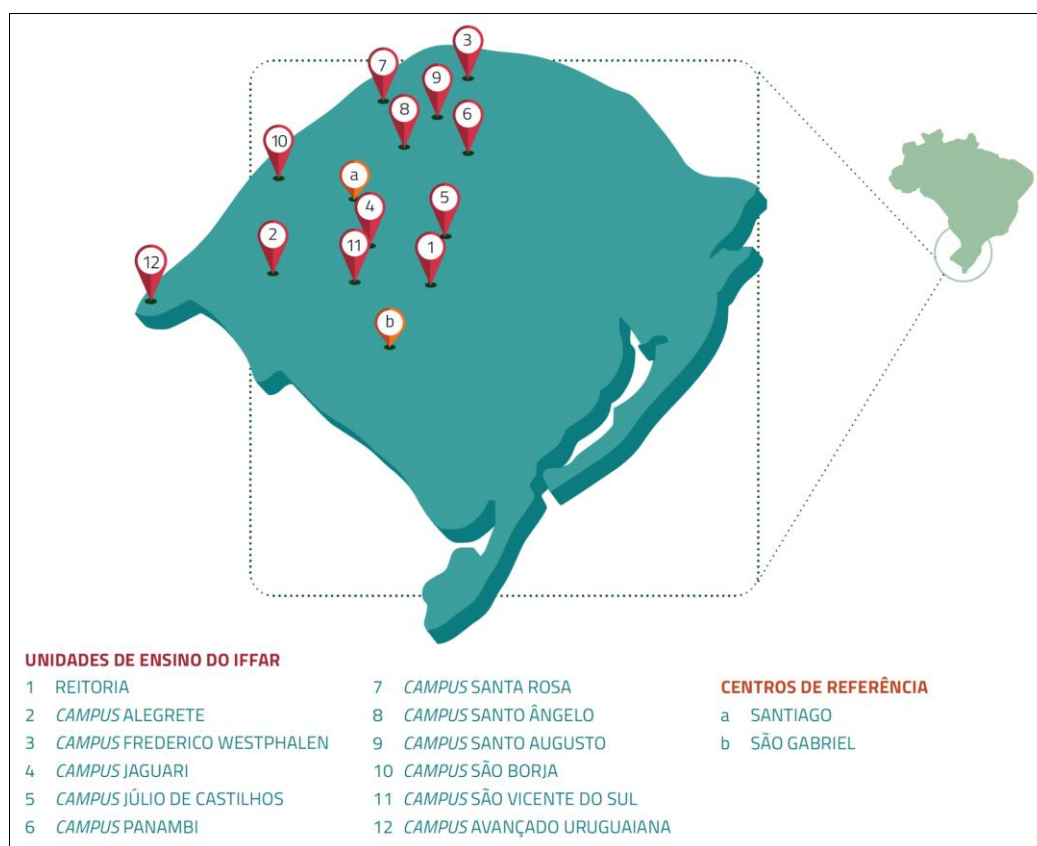 3
7
9
8
6
10
a
5
4
2
11
1
12
b
UNIDADES DE ENSINO DO IFFAR
1 REITORIA
2 CAMPUS ALEGRETE
3 CAMPUS FREDERICO WESTPHALEN
4 CAMPUS JAGUARI
5 CAMPUS JÚLIO DE CASTILHOS
6 CAMPUS PANAMBI
7 CAMPUS SANTA ROSA
8 CAMPUS SANTO ÂNGELO
9 CAMPUS SANTO AUGUSTO
10 CAMPUS SÃO BORJA
11 CAMPUS SÃO VICENTE DO SUL
12 CAMPUS AVANÇADO URUGUAIANA
CENTROS DE REFERÊNCIA
a SANTIAGO
b SÃO GABRIEL